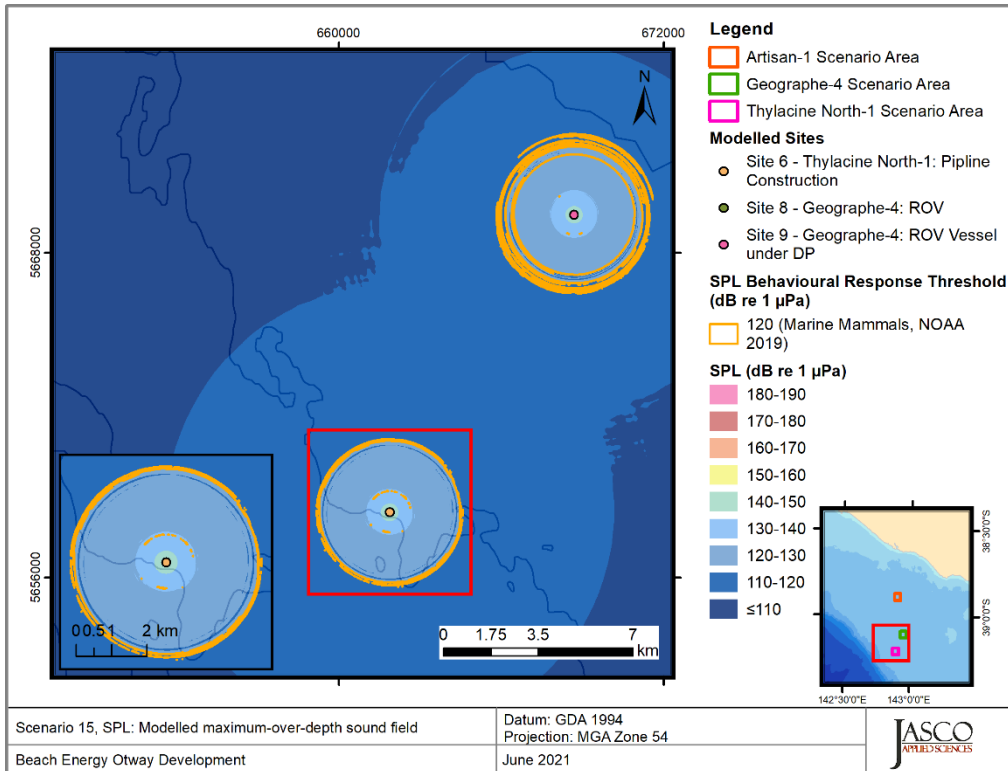 660000
672000
5668000
5656000
N
00.51 2 km
0 1.75 3.5 7
km
Legend
Artisan-1 Scenario Area
Geographe-4 Scenario Area
Thylacine North-1 Scenario Area
Modelled Sites
Site 6 - Thylacine North-1: Pipline
Construction
Site 8 - Geographe-4: ROV
Site 9 - Geographe-4: ROV Vessel
under DP
SPL Behavioural Response Threshold
(dB re 1 µPa)
120 (Marine Mammals, NOAA
2019)
SPL (dB re 1 µPa)
180-190
170-180
160-170
150-160
140-150
130-140
120-130
110-120
≤110
38°30'0"S
39°0'0"S
142°30'0"E 143°0'0"E
Scenario 15, SPL: Modelled maximum-over-depth sound field
Datum: GDA 1994
Projection: MGA Zone 54
Beach Energy Otway Development
June 2021
JASCO
APPLIED SCIENCES